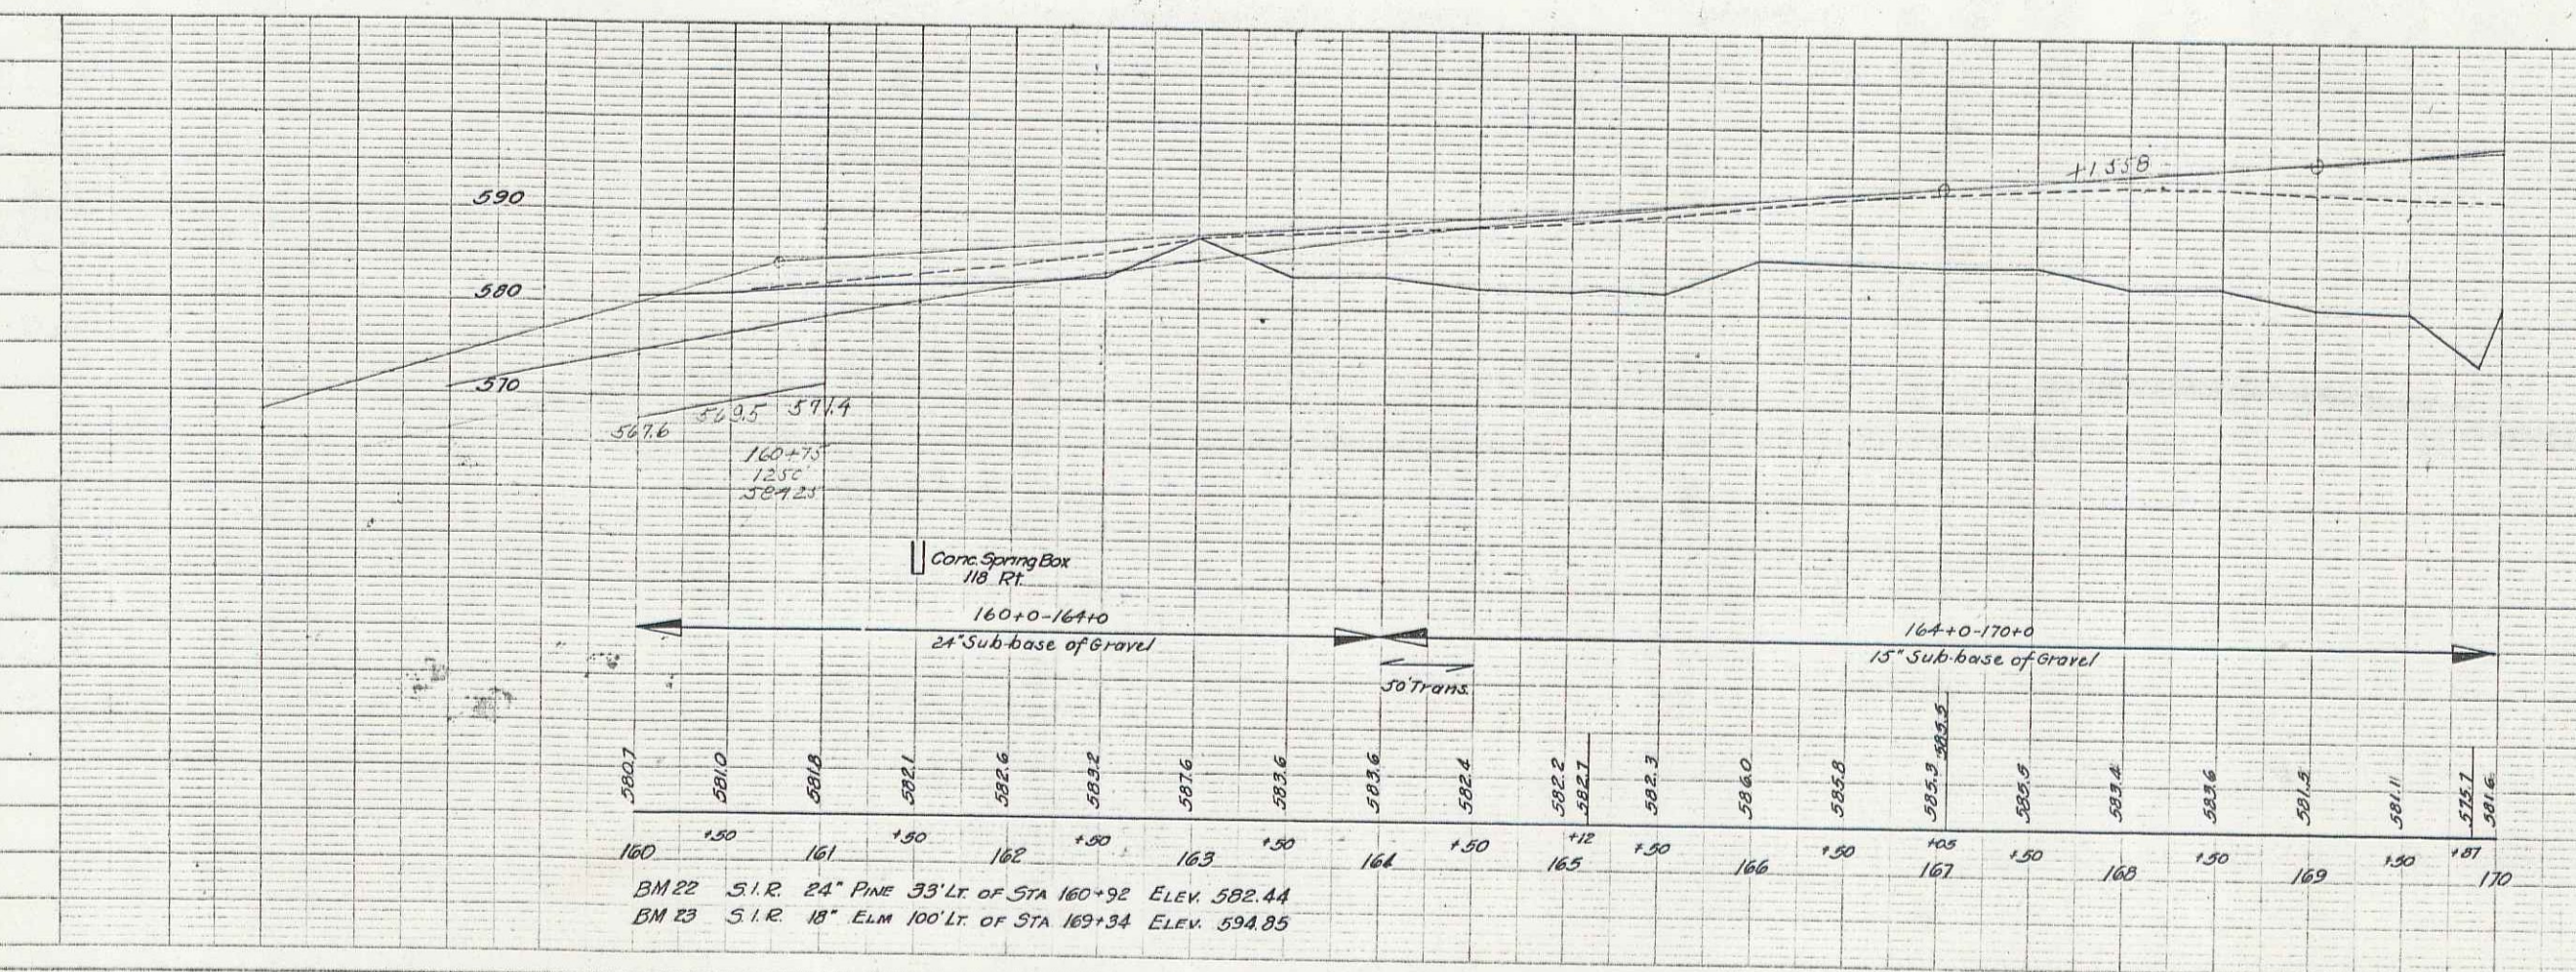 +1.558
590
580
570
567.6 569.5 571.4
160+75
1250'
584.25
Conc. Spring Box
118 Rt.
160+0-164+0
24" Sub-base of Gravel
164+0-170+0
15" Sub-base of Gravel
50' Trans.
580.7 581.0 581.8 582.1 582.6 583.2 587.6 583.6 583.6 582.4 582.2 582.7 582.3 586.0 585.8 585.3 585.5 585.5 583.4 583.6 581.5 581.1 575.7 581.6
+50 +50 +50 +50 +50 +12 +50 +50 +05 +50 +50 +50 +87
160 161 162 163 164 165 166 167 168 169 170
BM 22 S.I.R. 24" PINE 33' LT. OF STA 160+92 ELEV. 582.44
BM 23 S.I.R. 18" ELM 100' LT. OF STA 169+34 ELEV. 594.85